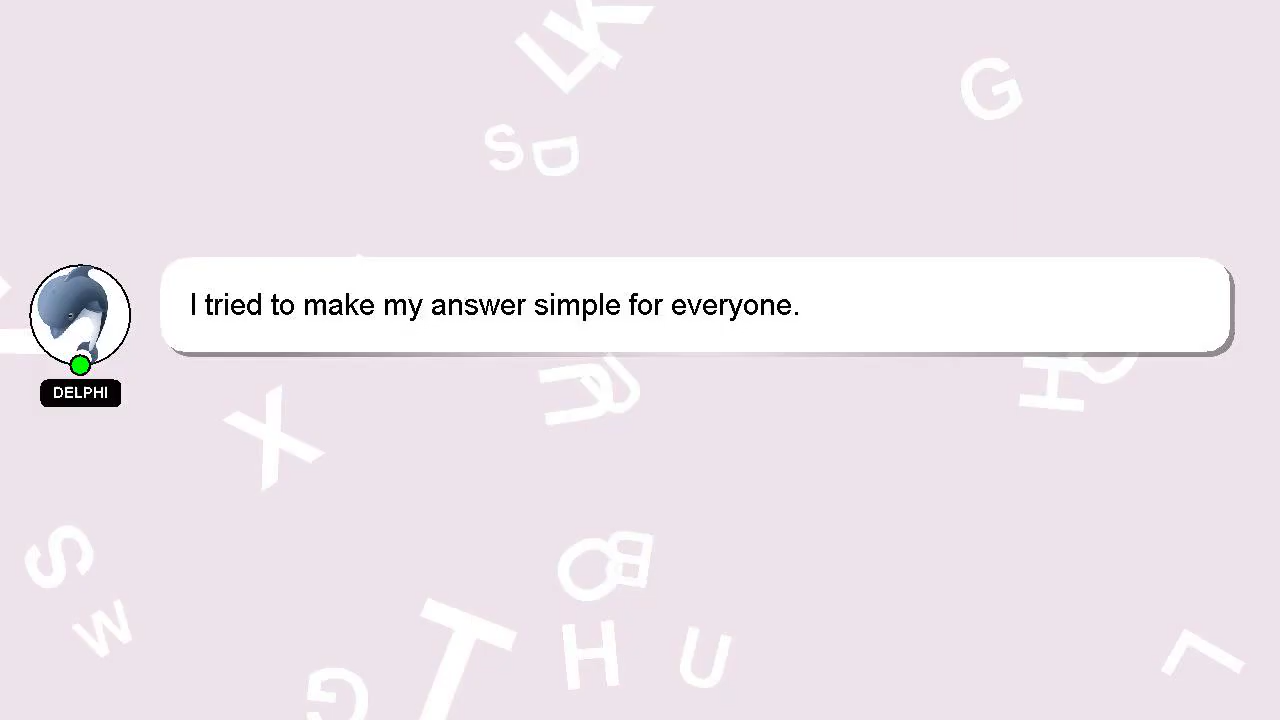 I tried to make my answer simple for everyone.
DELPHI
L
K
G
S
D
U
U
H
X
S
C
B
W
T
H
U
G
L